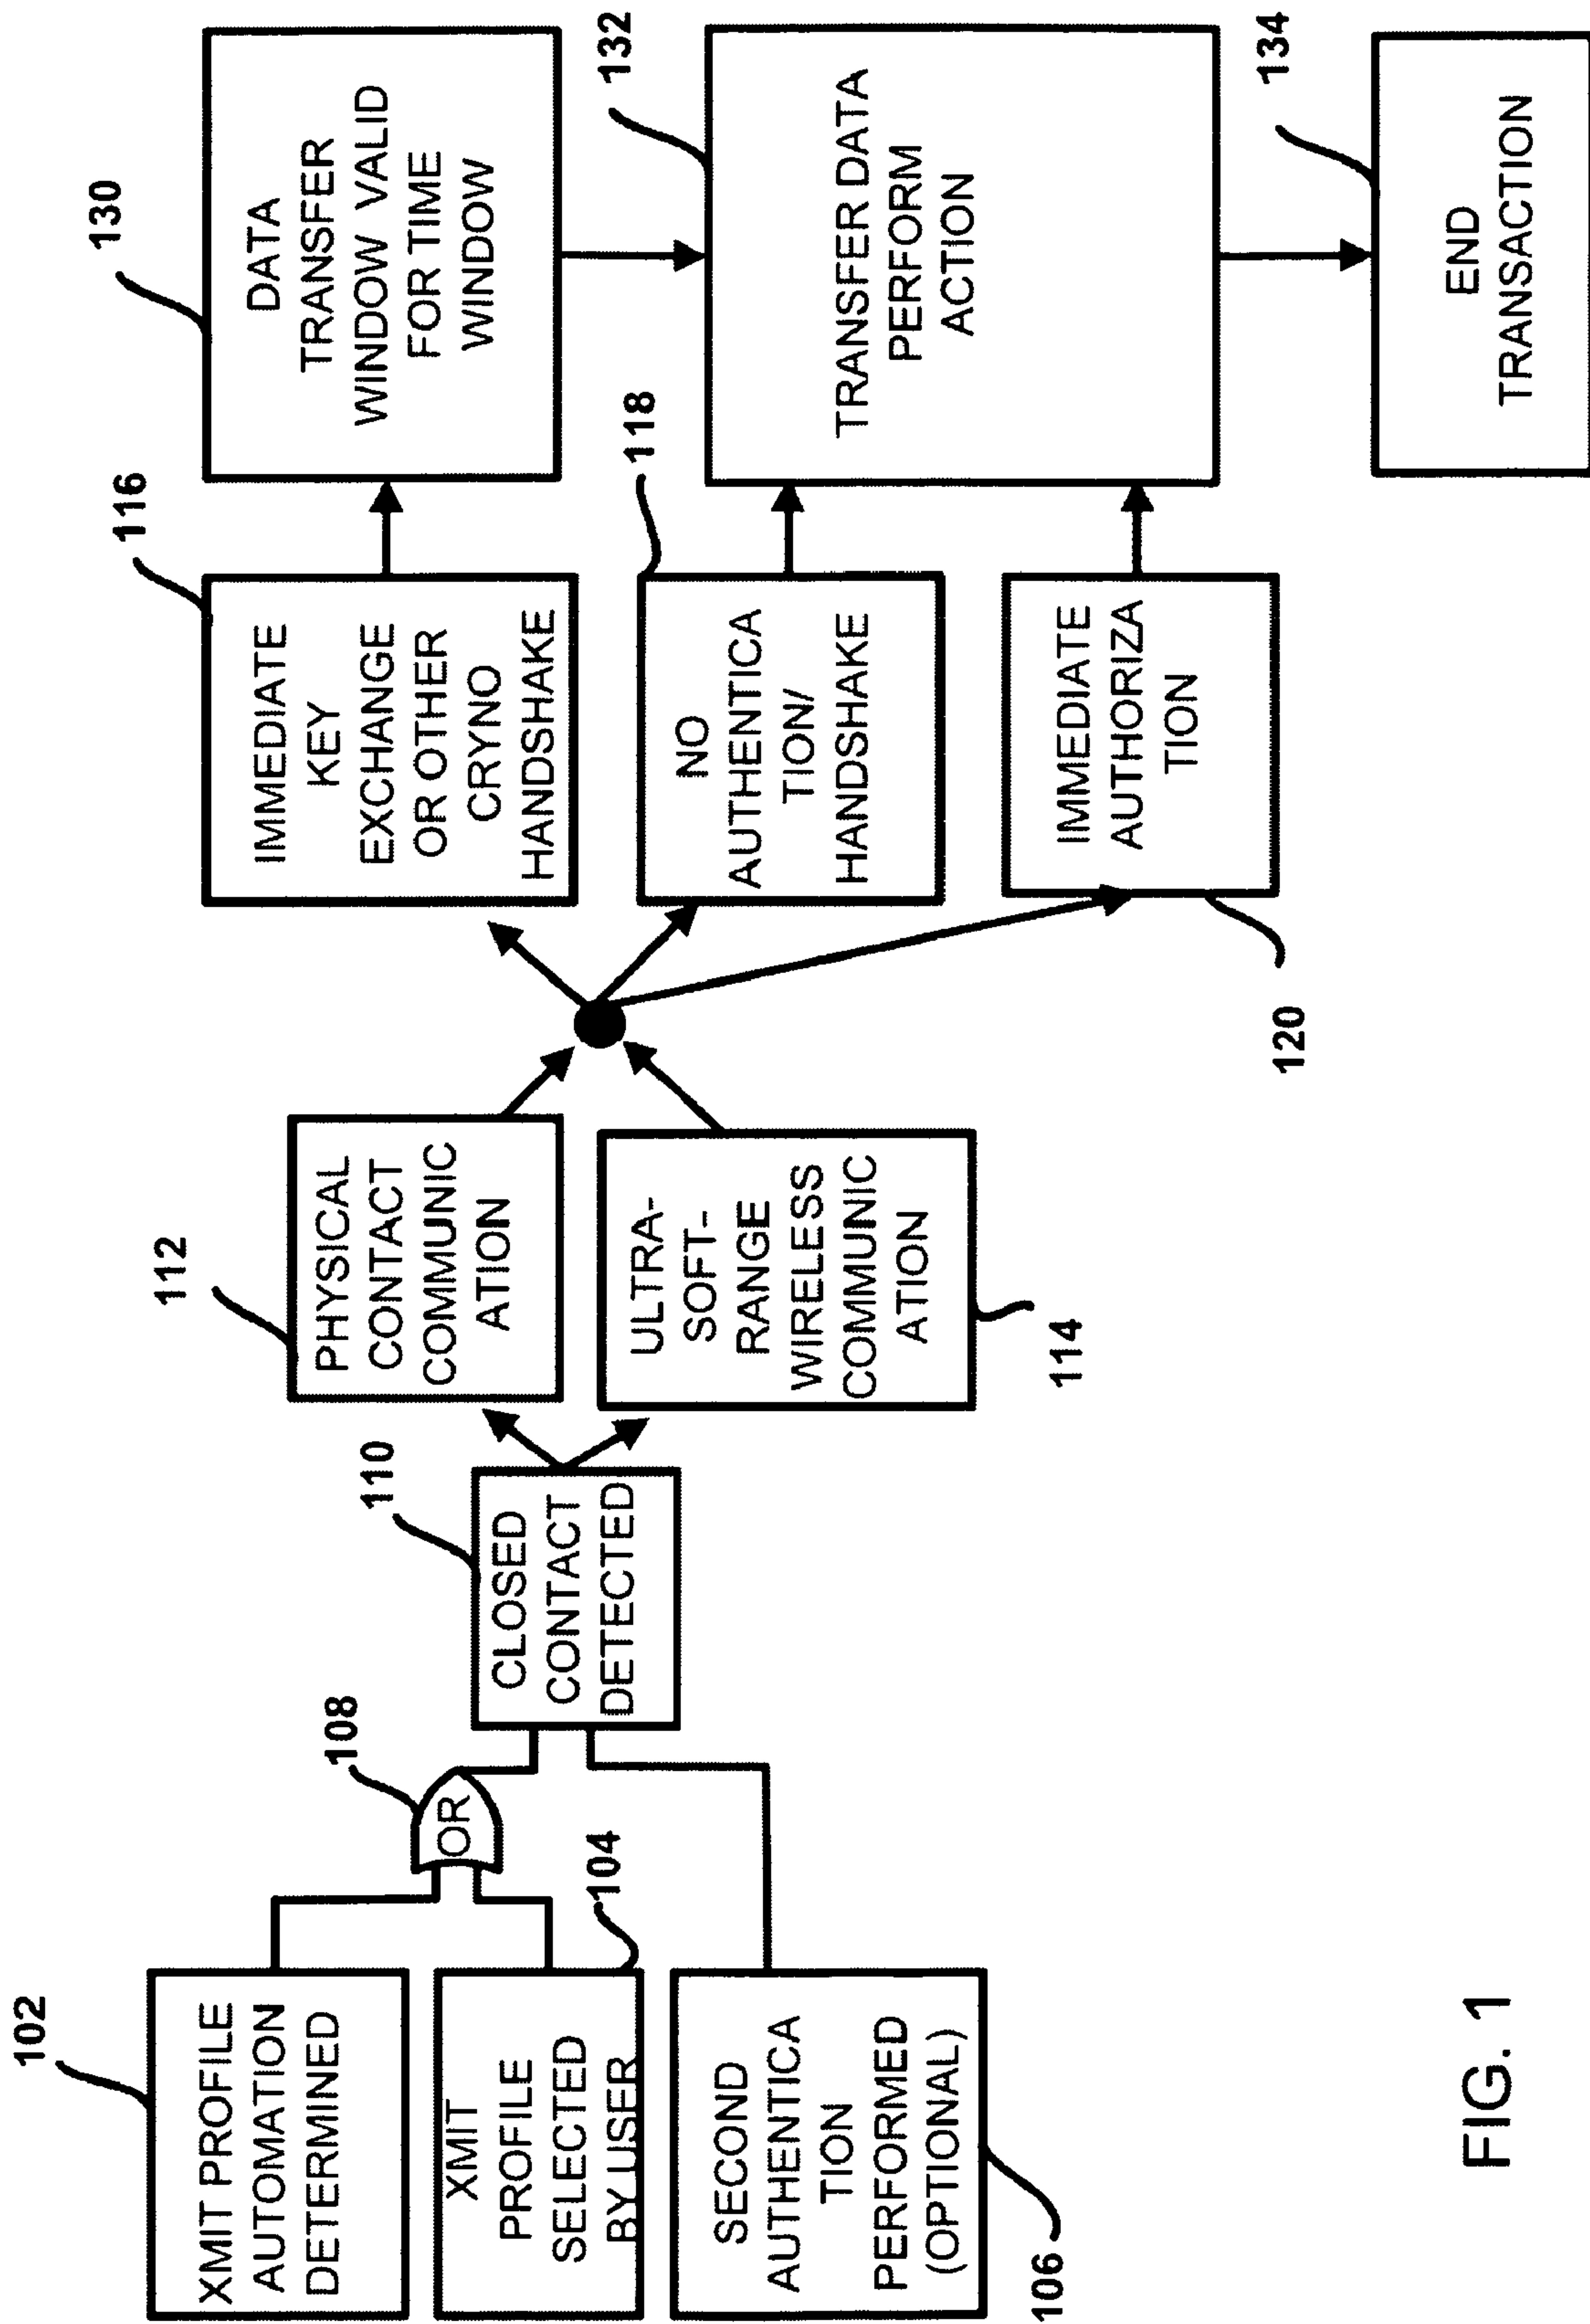 102
XMIT PROFILE
AUTOMATION
DETERMINED
XMIT
PROFILE
SELECTED
BY USER
104
SECOND
AUTHENTICA
TION
PERFORMED
(OPTIONAL)
106
108
OR
110
CLOSED
CONTACT
DETECTED
112
PHYSICAL
CONTACT
COMMUNIC
ATION
ULTRA-
SOFT-
RANGE
WIRELESS
COMMUNIC
ATION
114
116
IMMEDIATE
KEY
EXCHANGE
OR OTHER
CRYNO
HANDSHAKE
118
NO
AUTHENTICA
TION/
HANDSHAKE
IMMEDIATE
AUTHORIZA
TION
120
130
DATA
TRANSFER
WINDOW VALID
FOR TIME
WINDOW
132
TRANSFER DATA
PERFORM
ACTION
134
END
TRANSACTION
FIG. 1